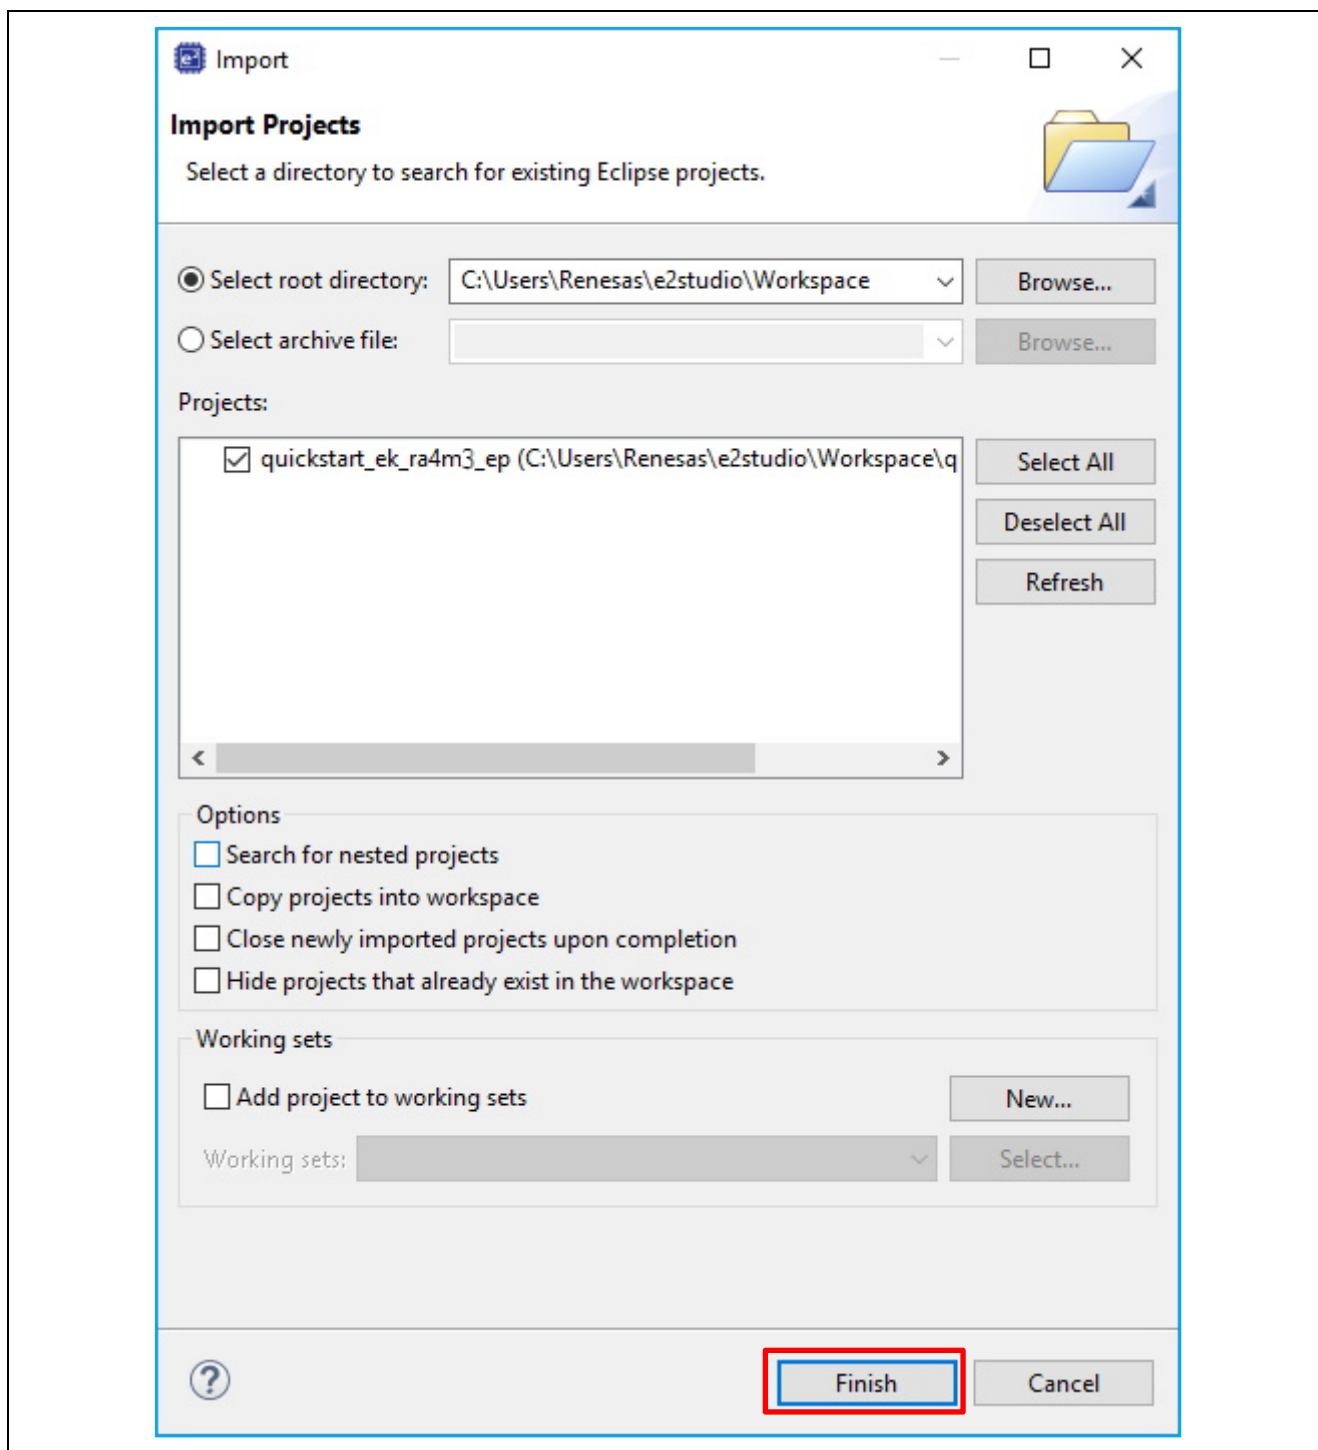 Import
Import Projects
Select a directory to search for existing Eclipse projects.
Select root directory: C:\Users\Renesas\e2studio\Workspace Browse...
Select archive file: Browse...
Projects:
quickstart_ek_ra4m3_ep (C:\Users\Renesas\e2studio\Workspace\q
Select All
Deselect All
Refresh
Options
Search for nested projects
Copy projects into workspace
Close newly imported projects upon completion
Hide projects that already exist in the workspace
Working sets
Add project to working sets New...
Working sets: Select...
? Finish Cancel